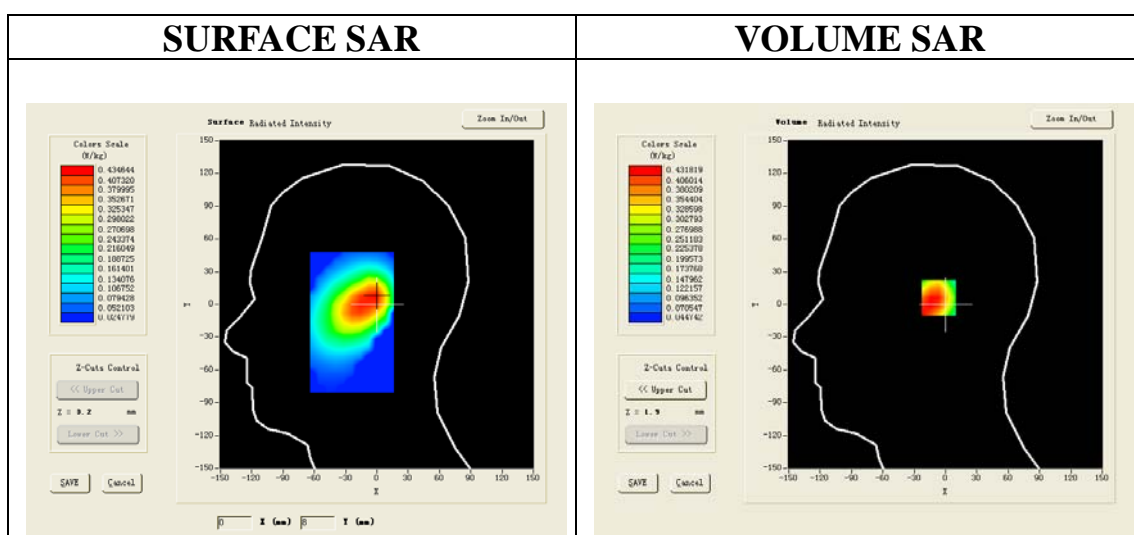 SURFACE SAR
VOLUME SAR
Surface Radiated Intensity
Zoom In/Out
Colors Scale
(W/kg)
0.434644
0.407320
0.379995
0.352671
0.325347
0.298022
0.270698
0.243374
0.216049
0.188725
0.161401
0.134076
0.106752
0.079428
0.052103
0.024779
Z-Cuts Control
<< Upper Cut
Z = 0.2 mm
Lower Cut >>
SAVE
Cancel
150
120
90
60
30
0
-30
-60
-90
-120
-150
Y
-150 -120 -90 -60 -30 0 30 60 90 120 150
X
0 X (mm) 8 Y (mm)
Volume Radiated Intensity
Zoom In/Out
Colors Scale
(W/kg)
0.431819
0.406014
0.380209
0.354404
0.328598
0.302793
0.276988
0.251183
0.225378
0.199573
0.173768
0.147962
0.122157
0.096352
0.070547
0.044742
Z-Cuts Control
<< Upper Cut
Z = 1.9 mm
Lower Cut >>
SAVE
Cancel
150
120
90
60
30
0
-30
-60
-90
-120
-150
Y
-150 -120 -90 -60 -30 0 30 60 90 120 150
X